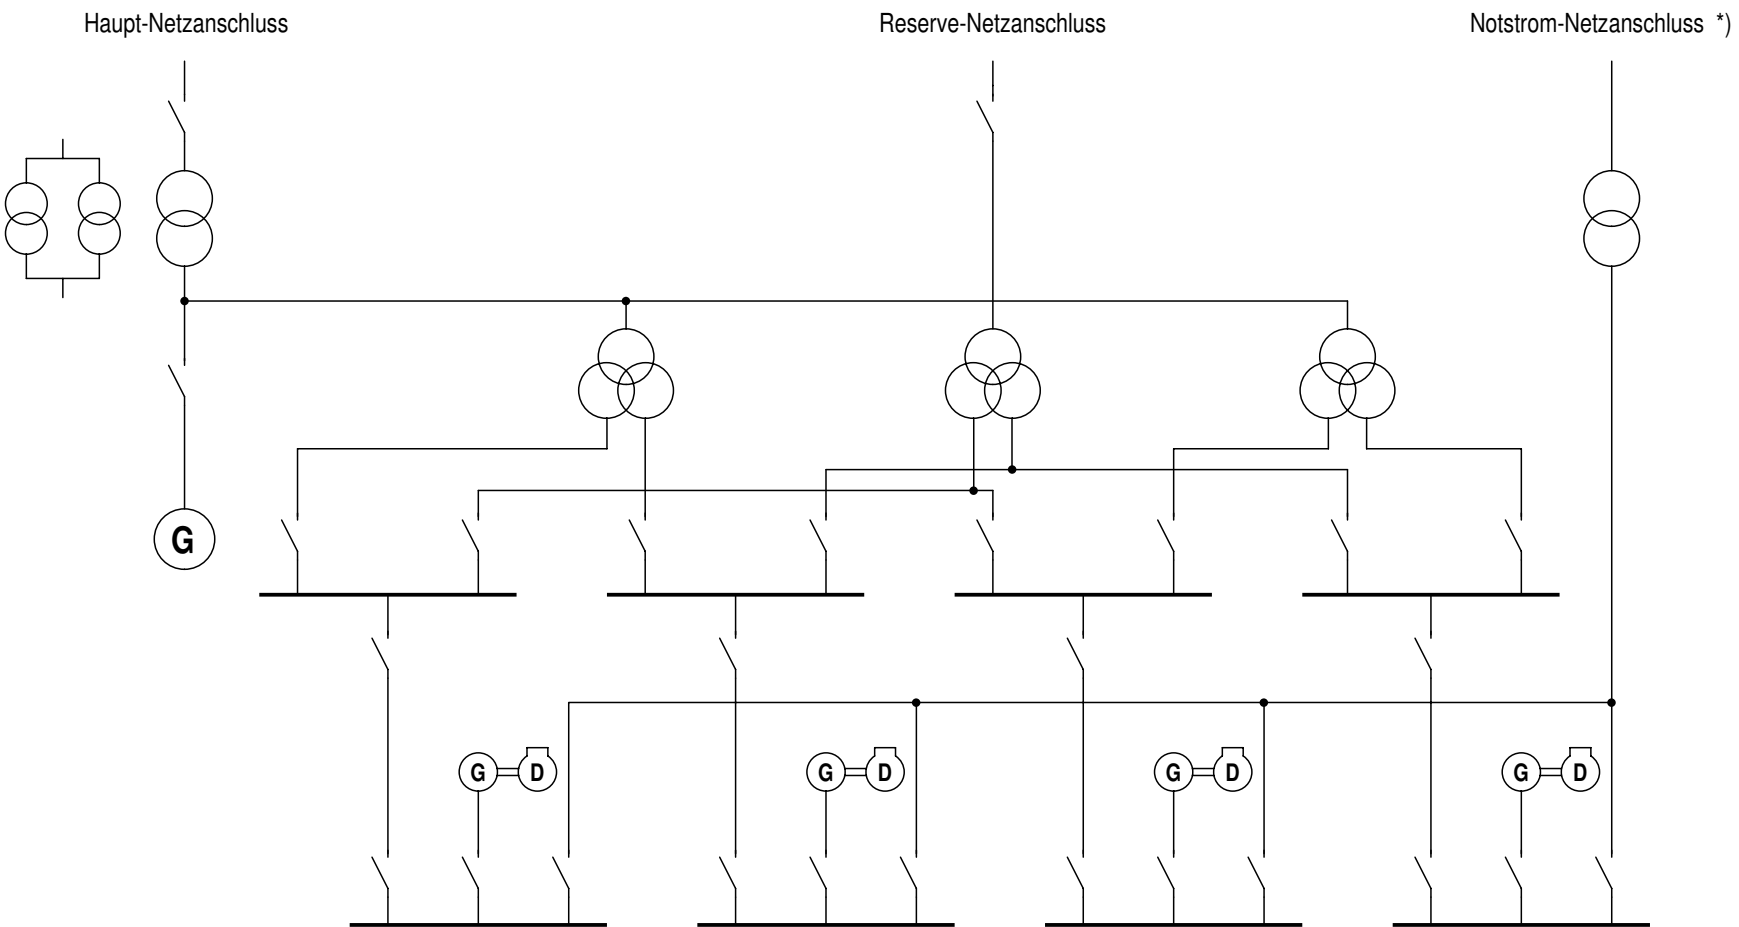 Haupt-Netzanschluss
Reserve-Netzanschluss
Notstrom-Netzanschluss *)
G
G D
G D
G D
G D